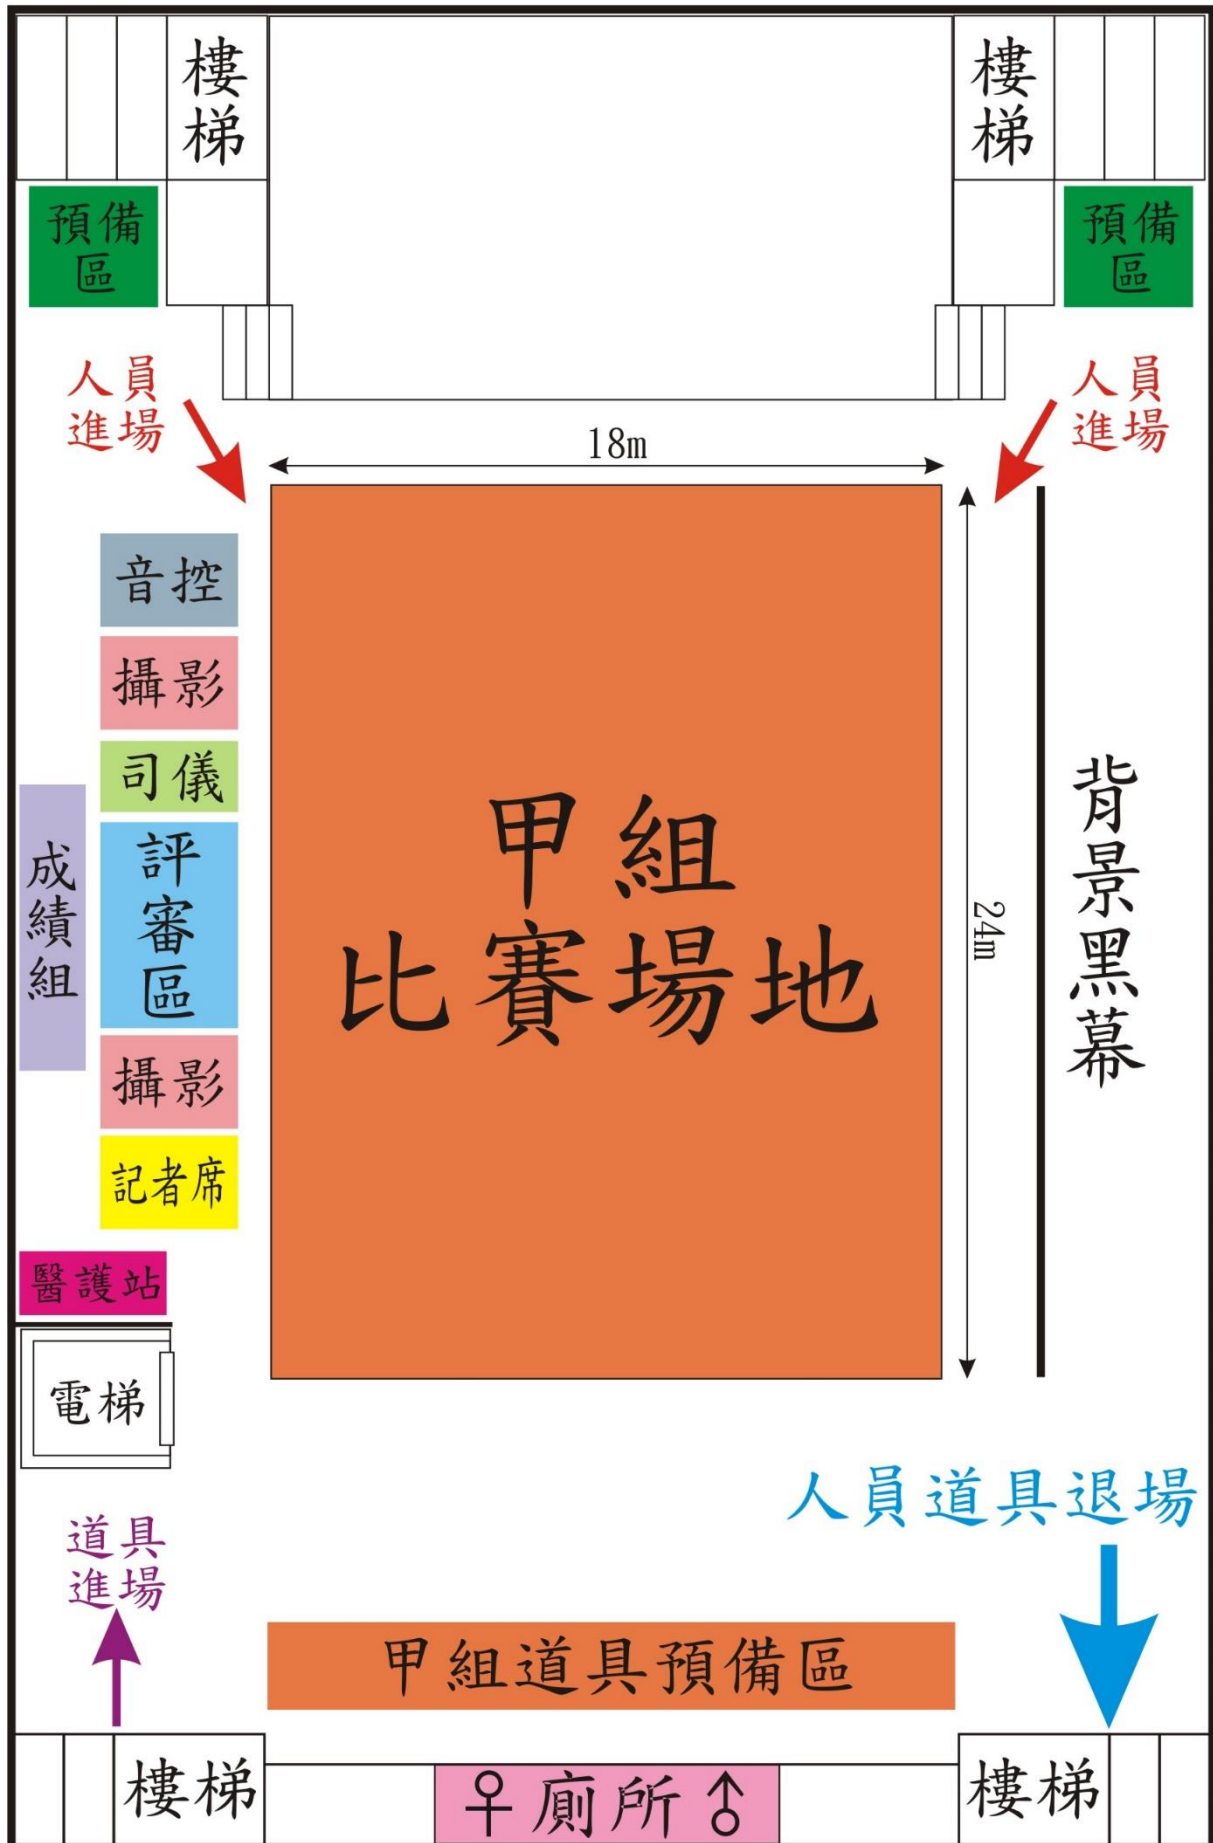 樓梯
樓梯
預備
區
預備
區
人員
進場
人員
進場
18m
音控
攝影
司儀
評審區
成績組
攝影
記者席
甲組
比賽場地
24m
背景黑幕
醫護站
電梯
人員道具退場
道具
進場
甲組道具預備區
樓梯
♀廁所♂
樓梯